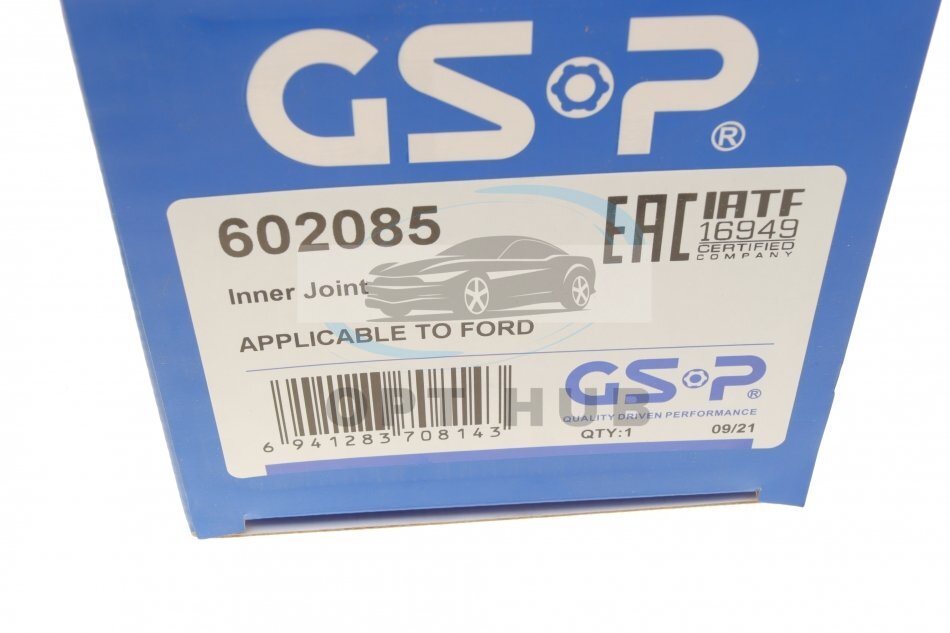 GSP®
602085
EAC
IATF
16949
CERTIFIED
COMPANY
Inner Joint
APPLICABLE TO FORD
GSP®
QUALITY DRIVEN PERFORMANCE
QTY:1 09/21
6 941283 708143
OPT HUB